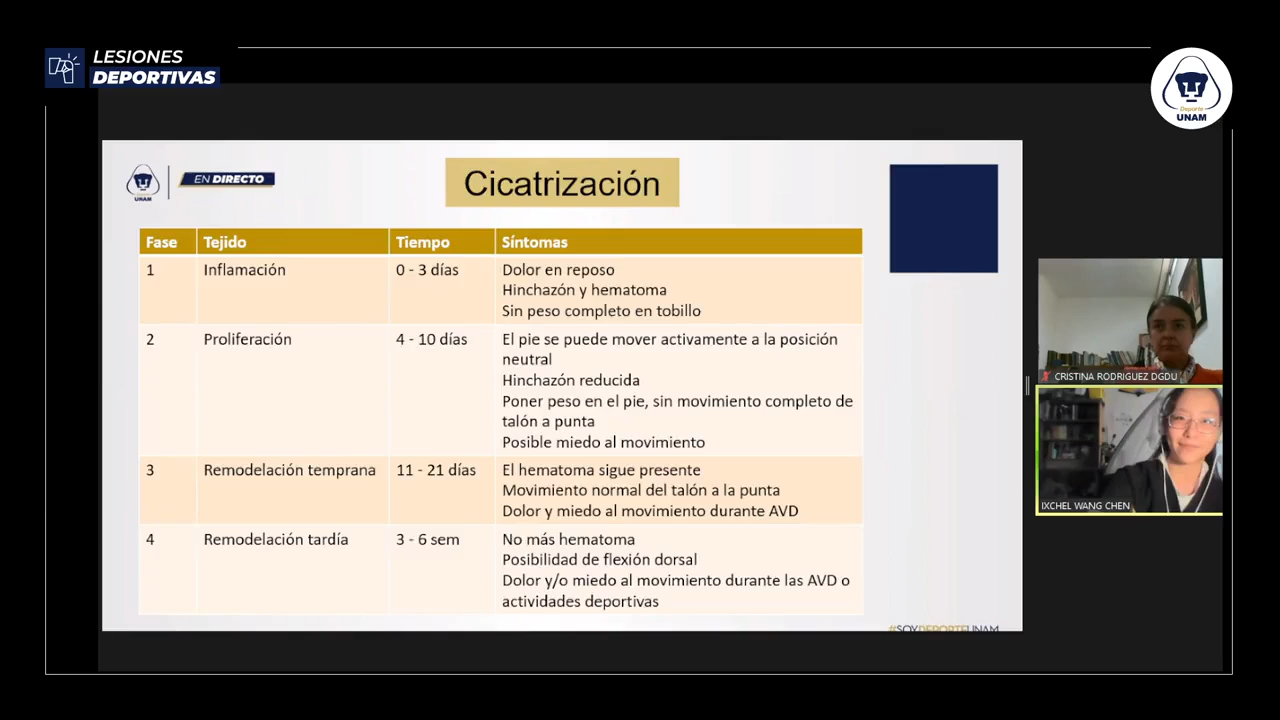 LESIONES
DEPORTIVAS
Deporte
UNAM
UNAM
EN DIRECTO
Cicatrización
Fase Tejido Tiempo Síntomas
1 Inflamación 0 - 3 días Dolor en reposo
Hinchazón y hematoma
Sin peso completo en tobillo
2 Proliferación 4 - 10 días El pie se puede mover activamente a la posición
neutral
Hinchazón reducida
Poner peso en el pie, sin movimiento completo de
talón a punta
Posible miedo al movimiento
3 Remodelación temprana 11 - 21 días El hematoma sigue presente
Movimiento normal del talón a la punta
Dolor y miedo al movimiento durante AVD
4 Remodelación tardía 3 - 6 sem No más hematoma
Posibilidad de flexión dorsal
Dolor y/o miedo al movimiento durante las AVD o
actividades deportivas
#SOYDEPORTEUNAM
CRISTINA RODRIGUEZ DGDU
IXCHEL WANG CHEN